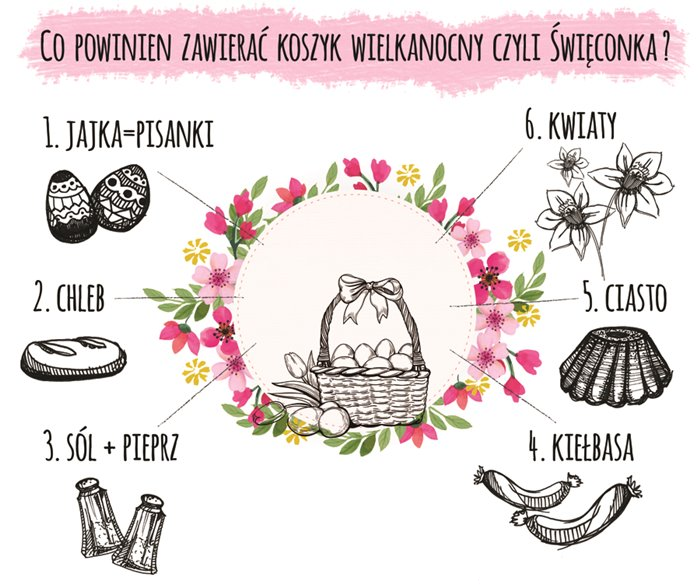 CO POWINIEN ZAWIERAĆ KOSZYK WIELKANOCNY CZYLI ŚWIĘCONKA?
1. JAJKA=PISANKI
2. CHLEB
3. SÓL + PIEPRZ
4. KIEŁBASA
5. CIASTO
6. KWIATY